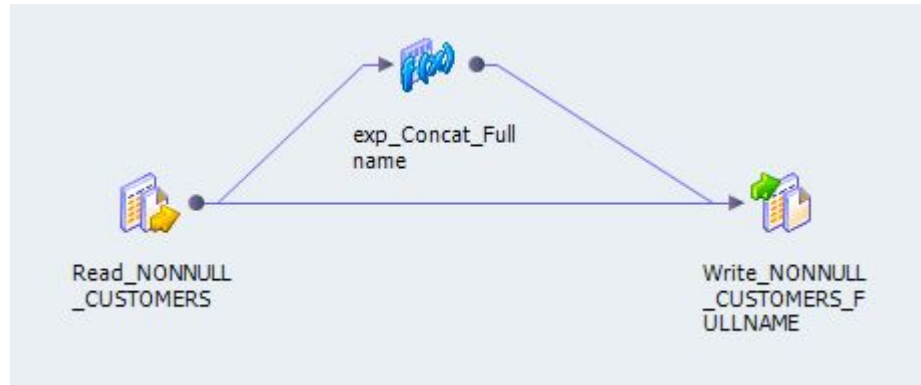 f(x)
exp_Concat_Full
name
Read_NONNULL
_CUSTOMERS
Write_NONNULL
_CUSTOMERS_F
ULLNAME